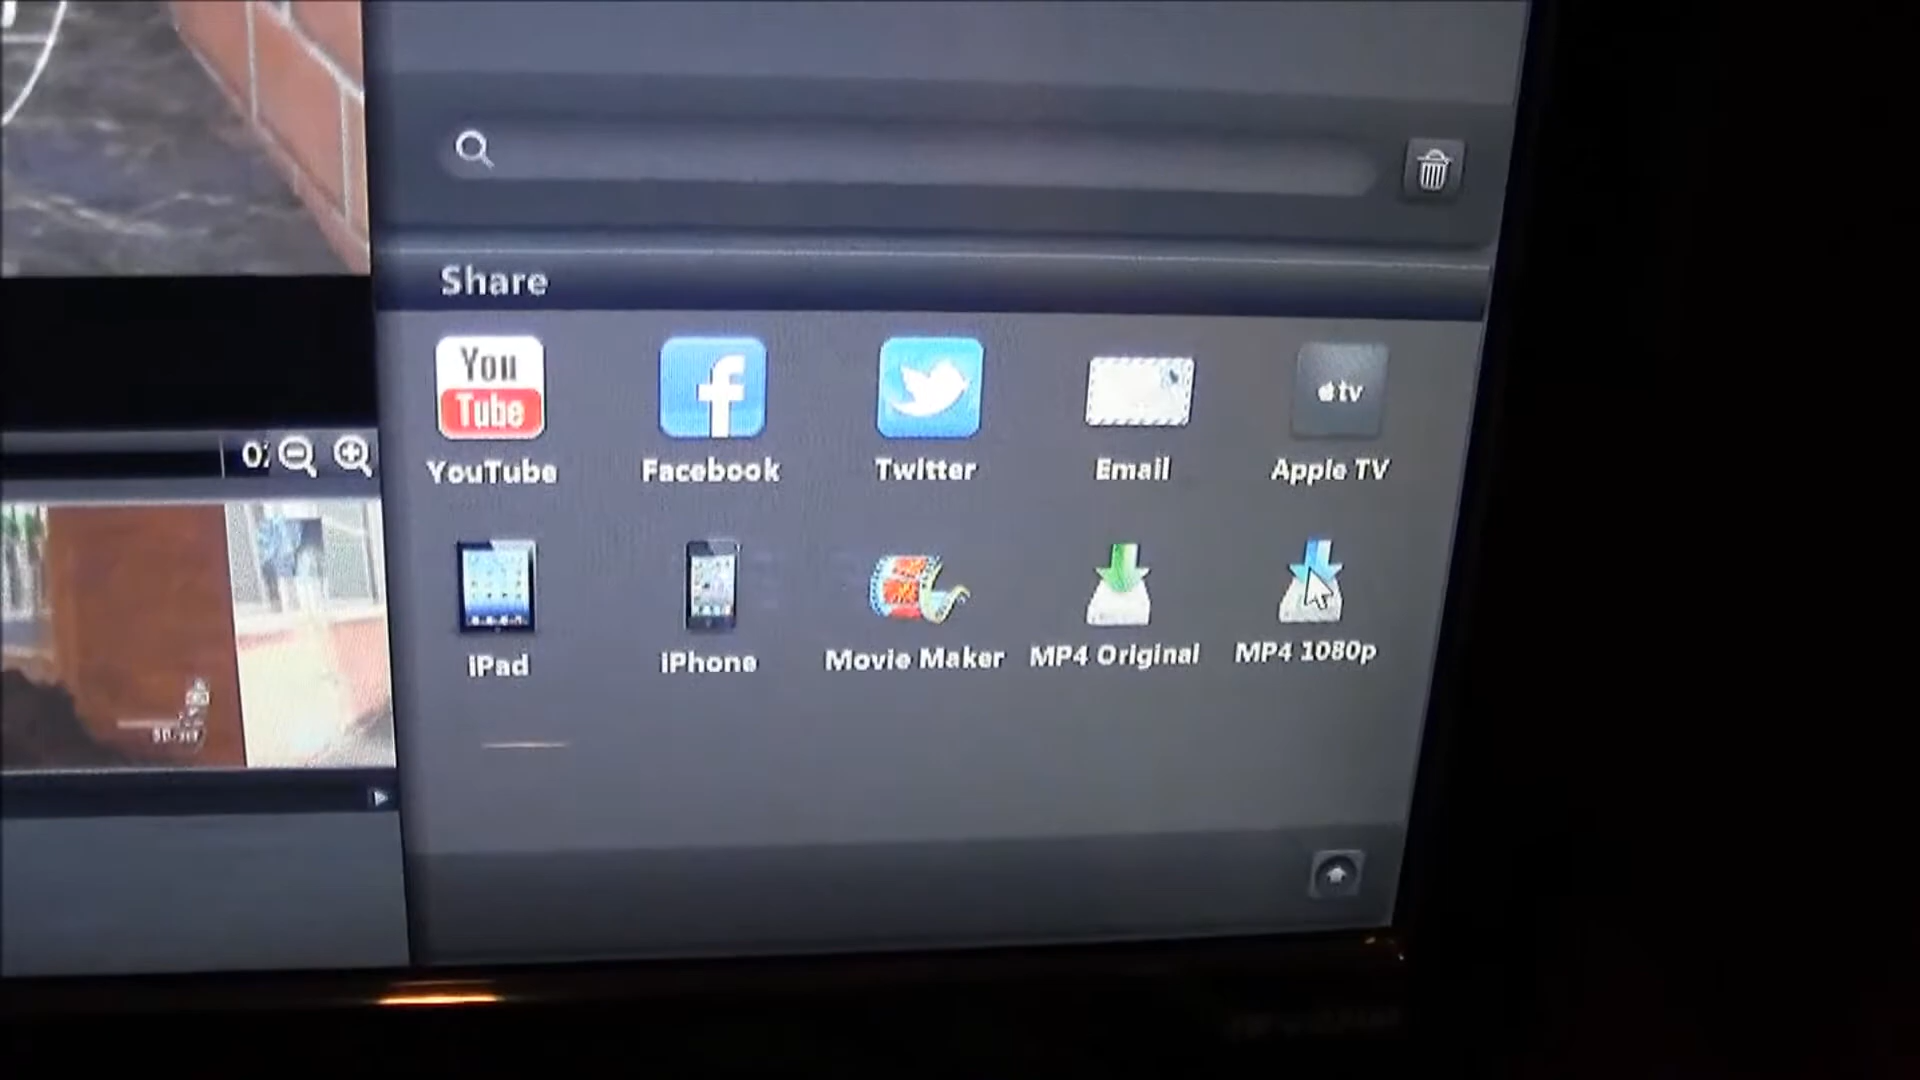 Share
You
Tube
tv
YouTube
Facebook
Twitter
Email
Apple TV
iPad
iPhone
Movie Maker
MP4 Original
MP4 1080p